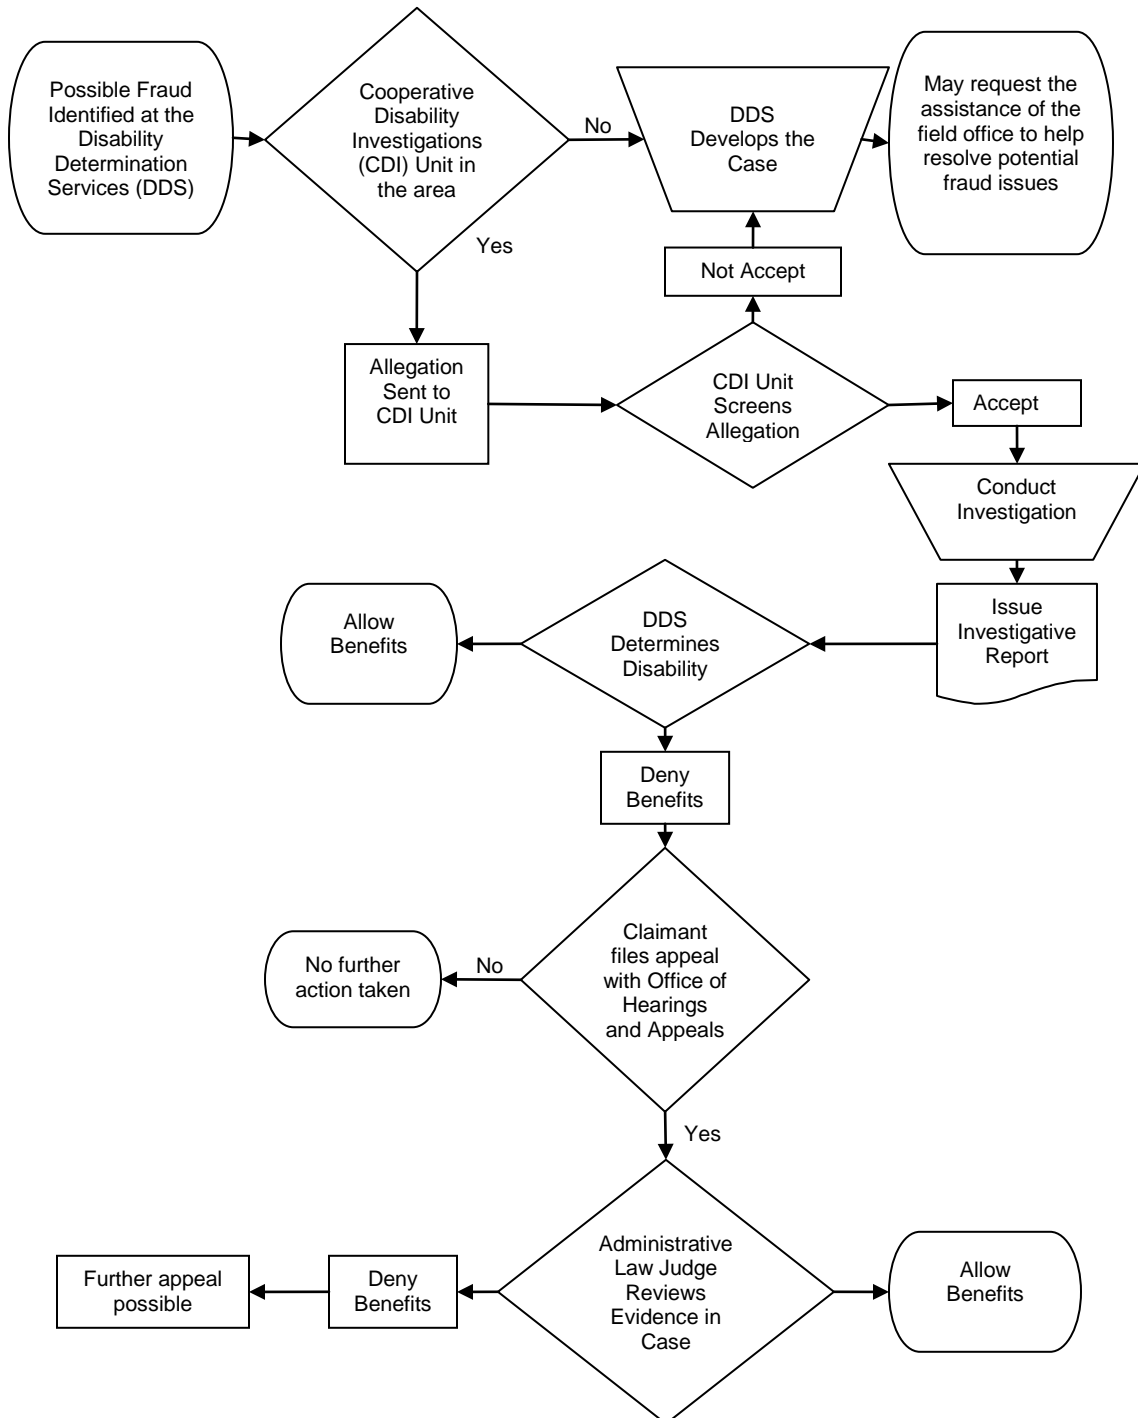 Possible Fraud
Identified at the
Disability
Determination
Services (DDS)
Cooperative
Disability
Investigations
(CDI) Unit in
the area
No
DDS
Develops the
Case
May request the
assistance of the
field office to help
resolve potential
fraud issues
Yes
Not Accept
Allegation
Sent to
CDI Unit
CDI Unit
Screens
Allegation
Accept
Conduct
Investigation
Issue
Investigative
Report
DDS
Determines
Disability
Allow
Benefits
Deny
Benefits
Claimant
files appeal
with Office of
Hearings
and Appeals
No
No further
action taken
Yes
Administrative
Law Judge
Reviews
Evidence in
Case
Deny
Benefits
Further appeal
possible
Allow
Benefits